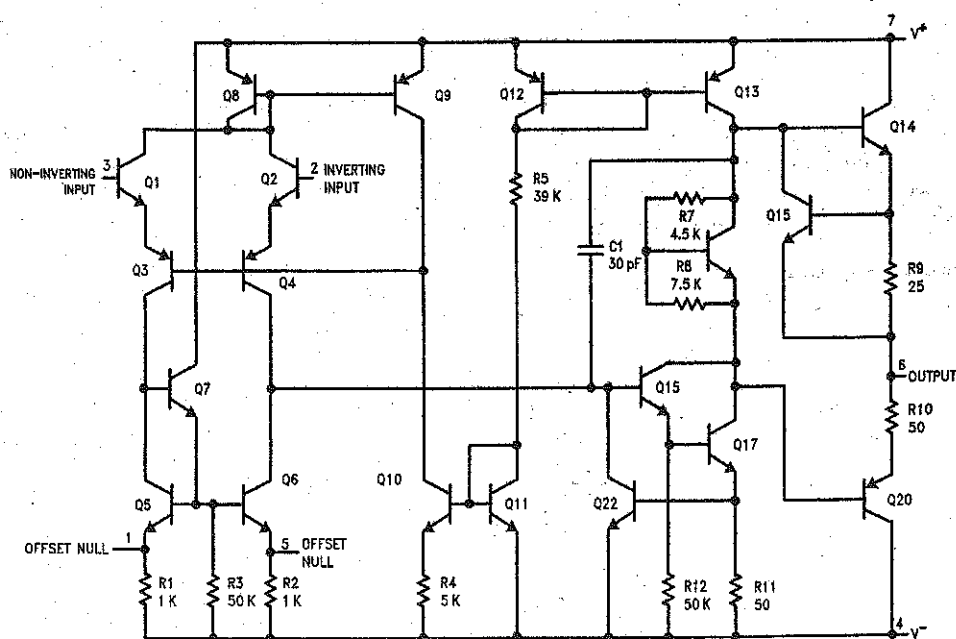 7
V+
Q8
Q9
Q12
Q13
Q14
3
NON-INVERTING
INPUT
Q1
Q2
2 INVERTING
INPUT
R5
39 K
R7
4.5 K
Q15
C1
30 pF
R8
7.5 K
R9
25
Q3
Q4
6
OUTPUT
Q7
Q15
R10
50
Q17
Q5
Q6
Q10
Q11
Q22
Q20
OFFSET NULL
1
5
OFFSET
NULL
R1
1 K
R3
50 K
R2
1 K
R4
5 K
R12
50 K
R11
50
4
V-